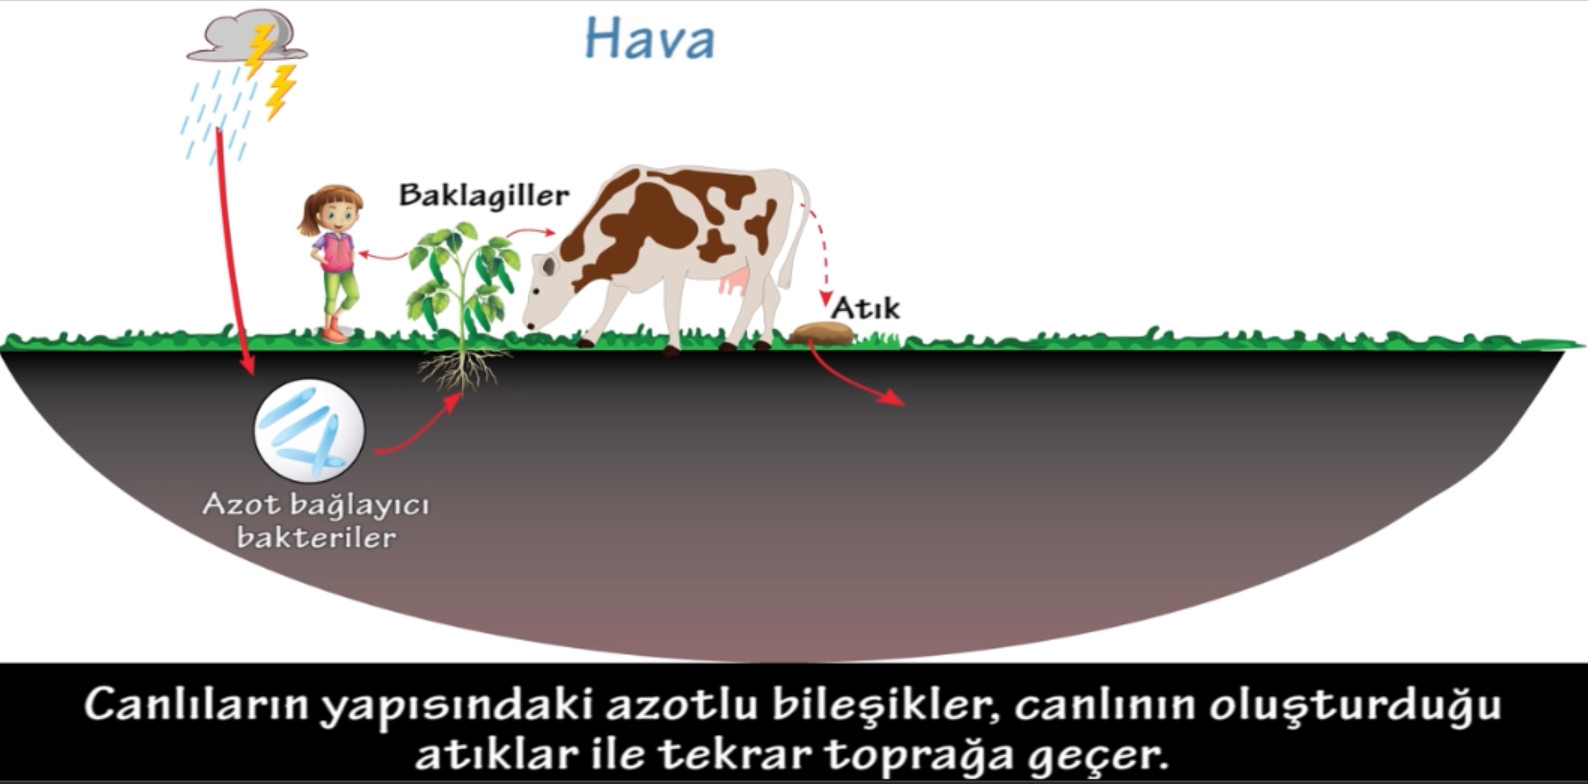 Hava
Baklagiller
Atık
Azot bağlayıcı
bakteriler
Canlıların yapısındaki azotlu bileşikler, canlının oluşturduğu
atıklar ile tekrar toprağa geçer.